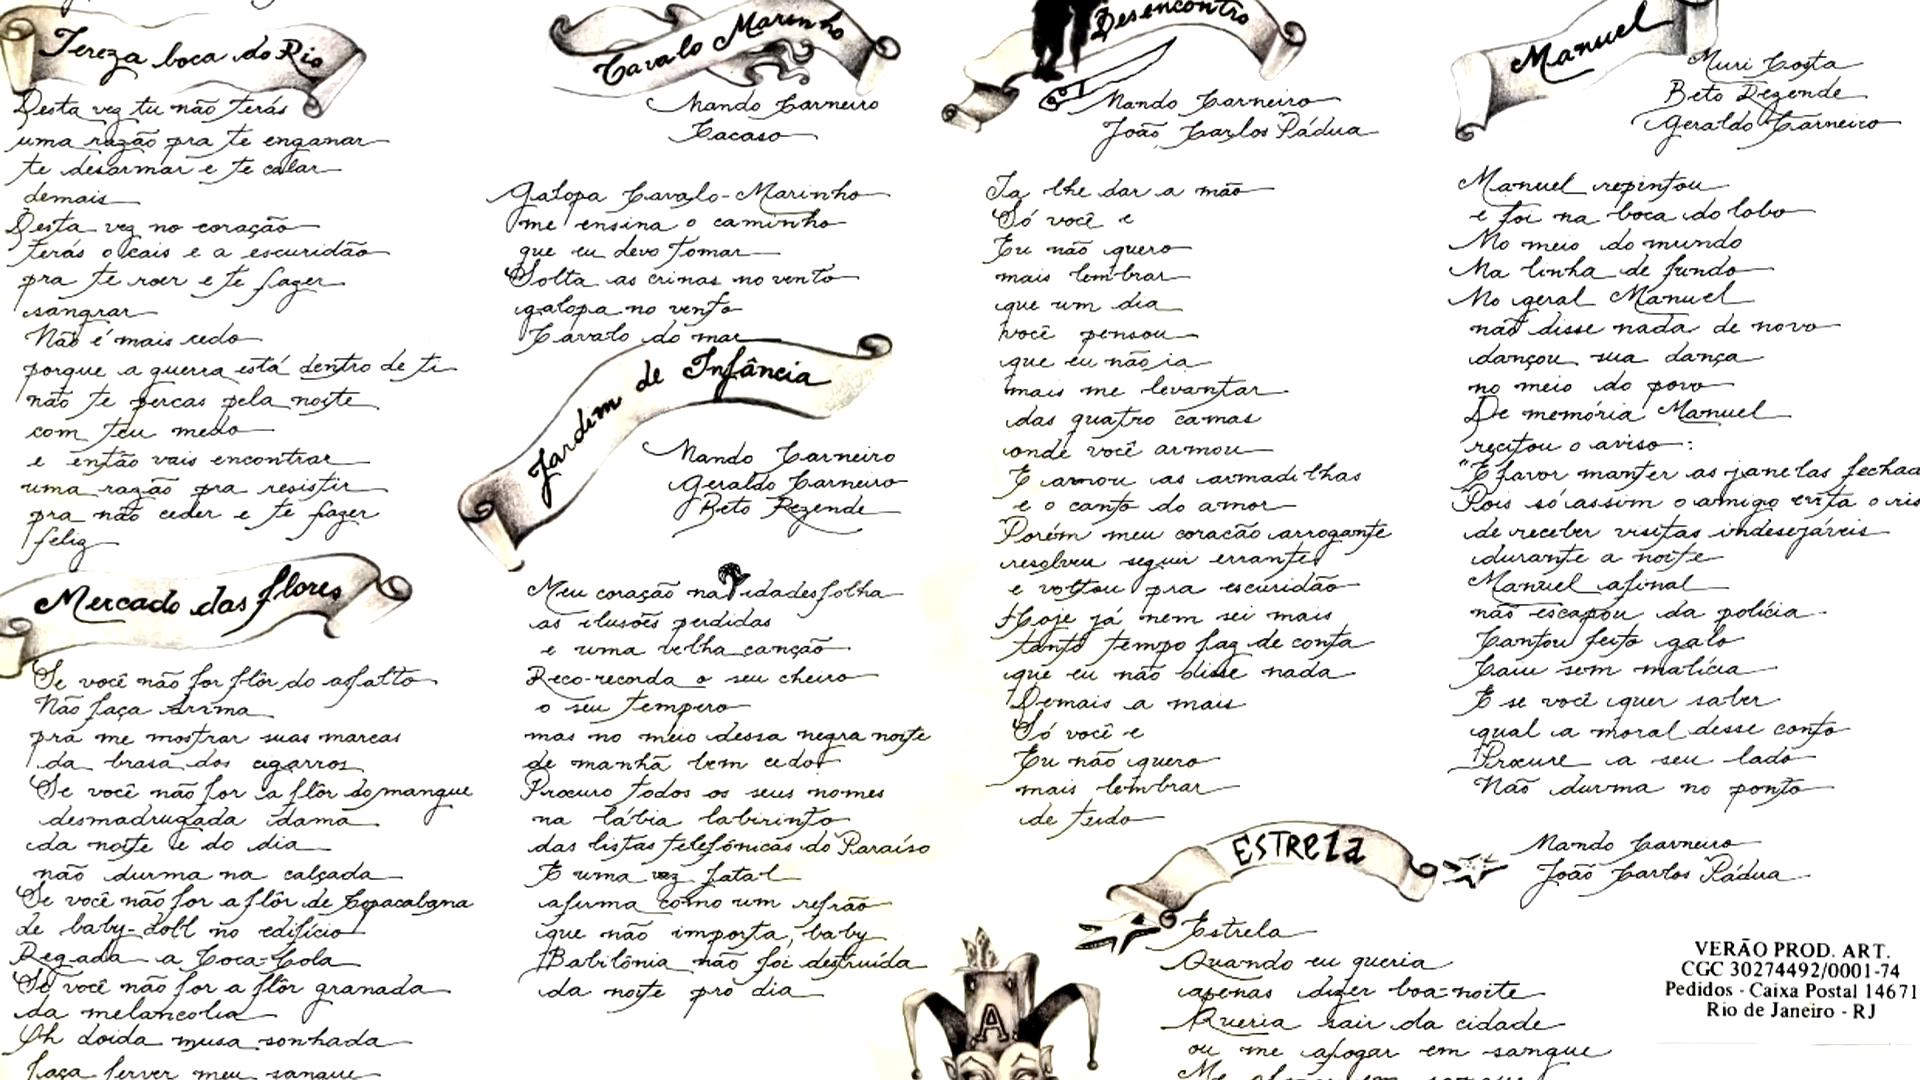 Tereza boca do Rio
Desta vez tu não terás
uma razão pra te enganar
te desarmar e te calar
demais
Desta vez no coração
terás o cais e a escuridão
pra te roer e te fazer
sangrar
Não é mais cedo
porque a guerra está dentro de ti
não te percas pela noite
com teu medo
e então vais encontrar
uma razão pra resistir
pra não ceder e te fazer
feliz
Mercado das flores
Se você não for flôr do asfalto
Não faça
pra me mostrar suas marcas
da brasa dos cigarros
Se você não for a flôr do mangue
desmadrugada dama
da noite e do dia
não durma na calçada
Se você não for a flôr de Copacabana
de baby-doll no edifício
Regada a Coca-Cola
Se você não for a flôr granada
da melancolia
Oh doida musa sonhada
faça ferver meu sangue
Cavalo Marinho
Nando Carneiro
Cacaso
Galopa Cavalo-Marinho
me ensina o caminho
que eu devo tomar
Solta as crinas no vento
galopa no vento
Cavalo do mar
Jardim de Infância
Nando Carneiro
Geraldo Carneiro
Beto Rezende
Meu coração na idadesfolha
as ilusões perdidas
e uma velha canção
Reco-recorda o seu cheiro
o seu tempero
mas no meio dessa negra noite
de manhã bem cedo
Procuro todos os seus nomes
na lábia labirinto
das listas telefônicas do Paraíso
E uma vez fatal
afirma como um refrão
que não importa, baby
Babilônia não foi destruída
da noite pro dia
A
Desencontro
Nando Carneiro
João Carlos Pádua
Ia lhe dar a mão
Só você e
Eu não quero
mais lembrar
que um dia
você pensou
que eu não ia
mais me levantar
das quatro camas
onde você armou
E armou as armadilhas
e o canto do amor
Porém meu coracão arrogante
resolveu seguir errante
e voltou pra escuridão
Hoje já nem sei mais
tanto tempo faz de conta
que eu não disse nada
Demais a mais
Só você e
Eu não quero
mais lembrar
de tudo
Estrela
Nando Carneiro
João Carlos Pádua
Estrela
Quando eu queria
apenas dizer boa-noite
Queria sair da cidade
ou me afogar em sangue
Me
Manuel
Muri Costa
Beto Rezende
Geraldo Carneiro
Manuel repintou
e foi na boca do lobo
No meio do mundo
Na linha de fundo
No geral Manuel
não disse nada de novo
dançou sua dança
no meio do povo
De memória Manuel
recitou o aviso:
"É favor manter as janelas fechad
Pois só assim o amigo evita o ris
de receber visitas indesejáveis
durante a noite
Manuel afinal
não escapou da polícia
Cantou feito galo
Caiu sem malícia
E se você quer saber
qual a moral desse conto
Procure a seu lado
Não durma no ponto
VERÃO PROD. ART.
CGC 30274492/0001-74
Pedidos - Caixa Postal 14671
Rio de Janeiro - RJ